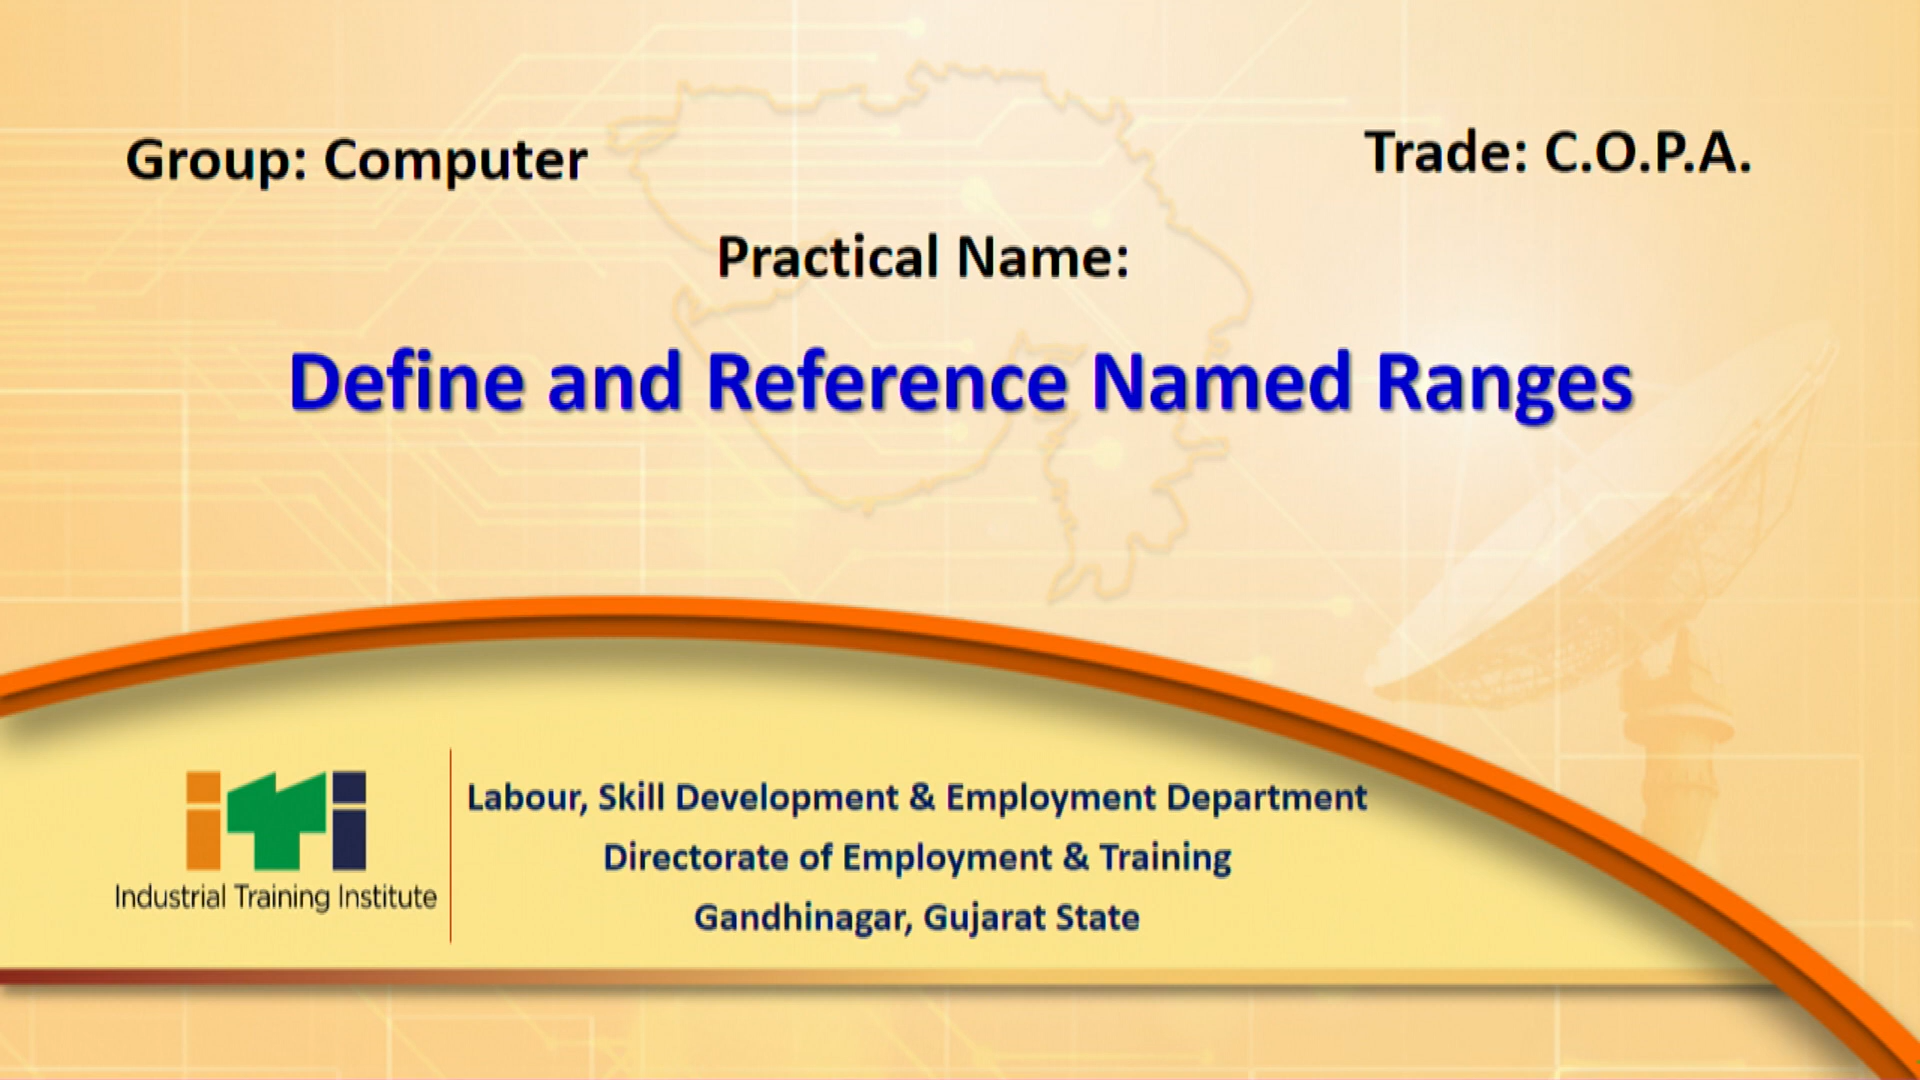 Group: Computer
Trade: C.O.P.A.
Practical Name:
Define and Reference Named Ranges
iTi
Industrial Training Institute
Labour, Skill Development & Employment Department
Directorate of Employment & Training
Gandhinagar, Gujarat State